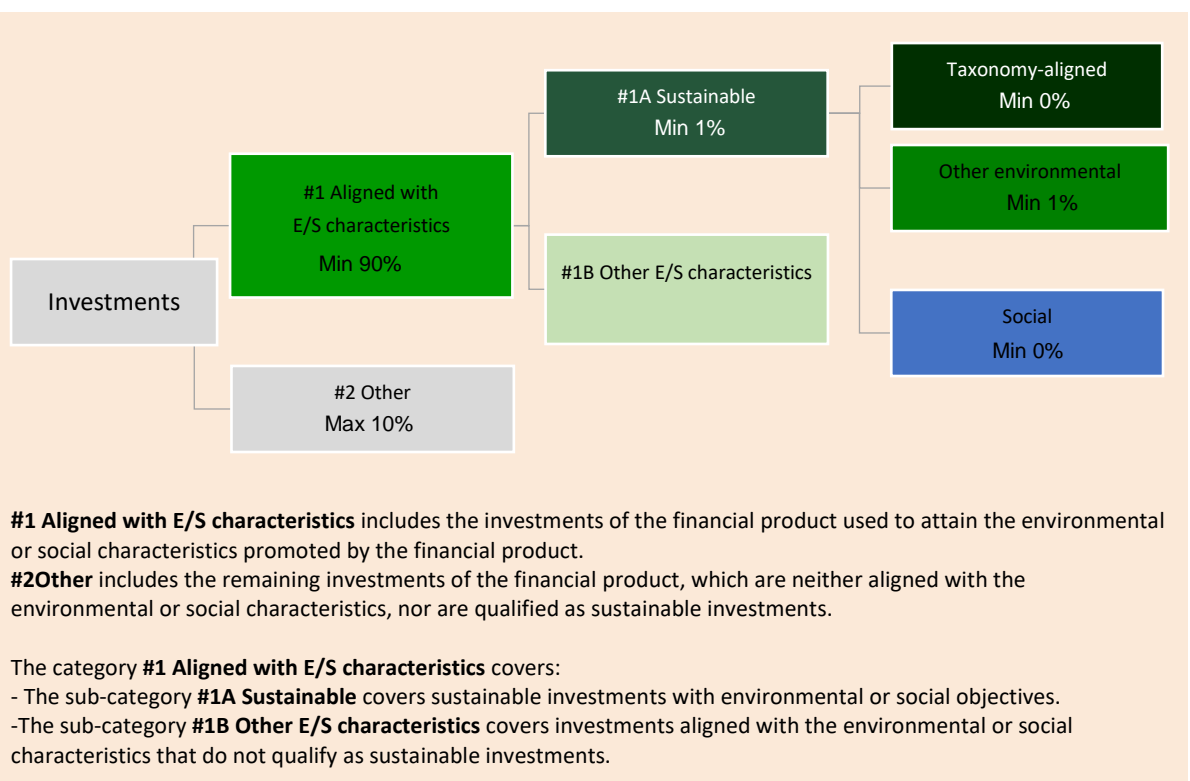 Investments
#1 Aligned with
E/S characteristics
Min 90%
#2 Other
Max 10%
#1A Sustainable
Min 1%
#1B Other E/S characteristics
Taxonomy-aligned
Min 0%
Other environmental
Min 1%
Social
Min 0%
#1 Aligned with E/S characteristics includes the investments of the financial product used to attain the environmental
or social characteristics promoted by the financial product.
#2Other includes the remaining investments of the financial product, which are neither aligned with the
environmental or social characteristics, nor are qualified as sustainable investments.
The category #1 Aligned with E/S characteristics covers:
- The sub-category #1A Sustainable covers sustainable investments with environmental or social objectives.
-The sub-category #1B Other E/S characteristics covers investments aligned with the environmental or social
characteristics that do not qualify as sustainable investments.